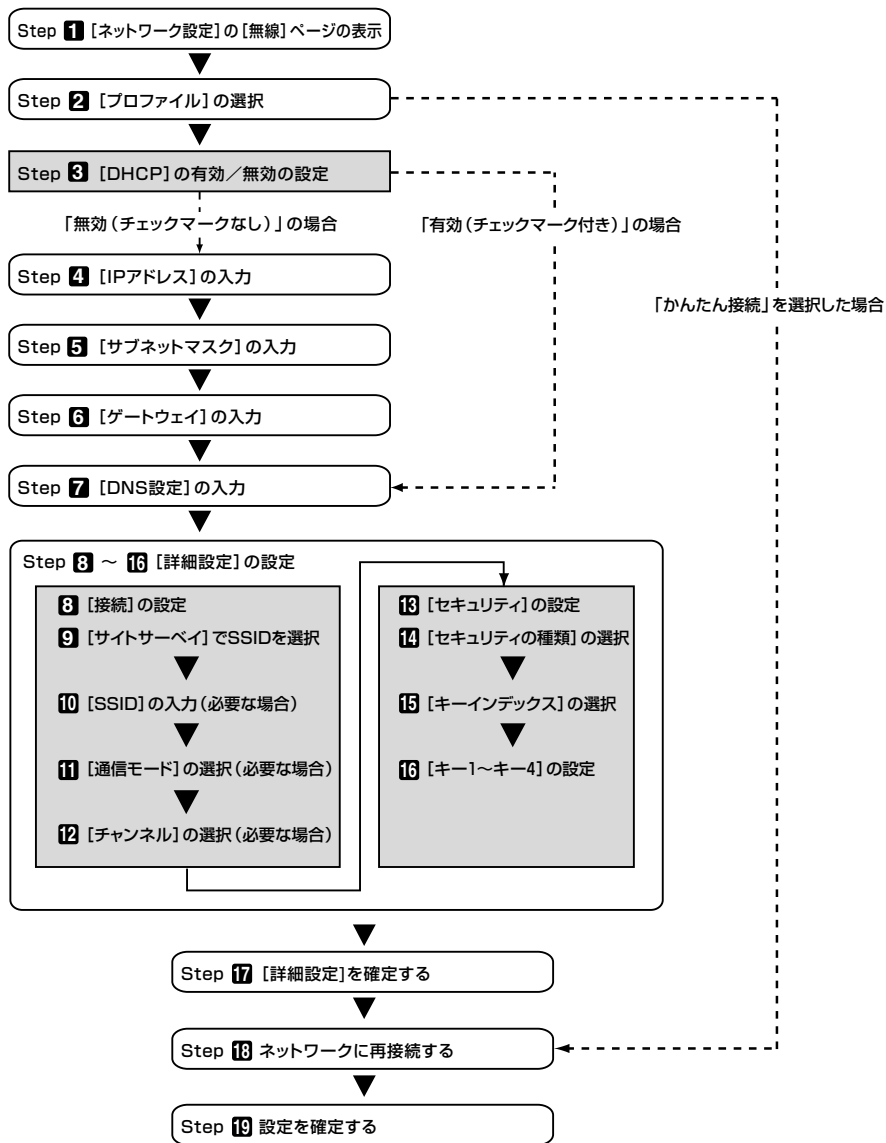 Step 1 [ネットワーク設定]の[無線]ページの表示
Step 2 [プロファイル]の選択
Step 3 [DHCP]の有効／無効の設定
「無効(チェックマークなし)」の場合
「有効(チェックマーク付き)」の場合
Step 4 [IPアドレス]の入力
「かんたん接続」を選択した場合
Step 5 [サブネットマスク]の入力
Step 6 [ゲートウェイ]の入力
Step 7 [DNS設定]の入力
Step 8 ～ 16 [詳細設定]の設定
8 [接続]の設定
9 [サイトサーベイ]でSSIDを選択
10 [SSID]の入力(必要な場合)
11 [通信モード]の選択(必要な場合)
12 [チャンネル]の選択(必要な場合)
13 [セキュリティ]の設定
14 [セキュリティの種類]の選択
15 [キーインデックス]の選択
16 [キー1～キー4]の設定
Step 17 [詳細設定]を確定する
Step 18 ネットワークに再接続する
Step 19 設定を確定する